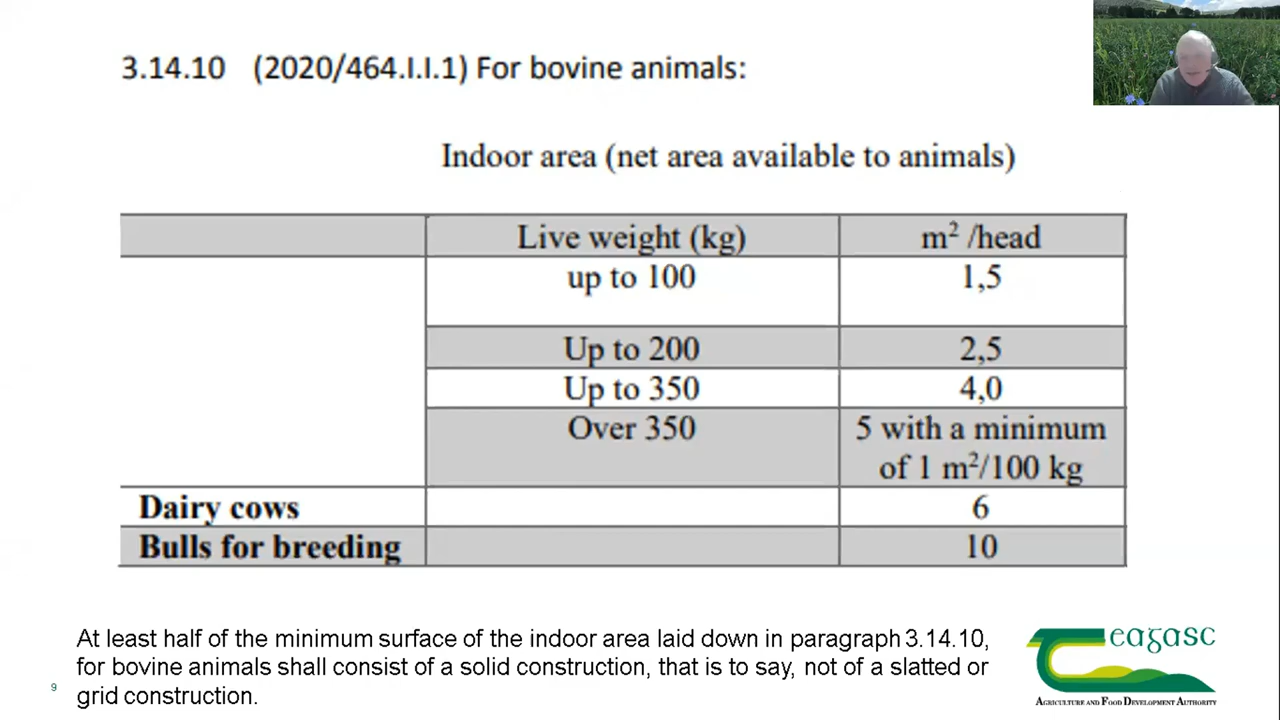 3.14.10 (2020/464.I.I.1) For bovine animals:
Indoor area (net area available to animals)
Live weight (kg) m² /head
up to 100 1,5
Up to 200 2,5
Up to 350 4,0
Over 350 5 with a minimum
of 1 m²/100 kg
Dairy cows 6
Bulls for breeding 10
At least half of the minimum surface of the indoor area laid down in paragraph 3.14.10,
for bovine animals shall consist of a solid construction, that is to say, not of a slatted or
grid construction.
9
Teagasc
AGRICULTURE AND FOOD DEVELOPMENT AUTHORITY